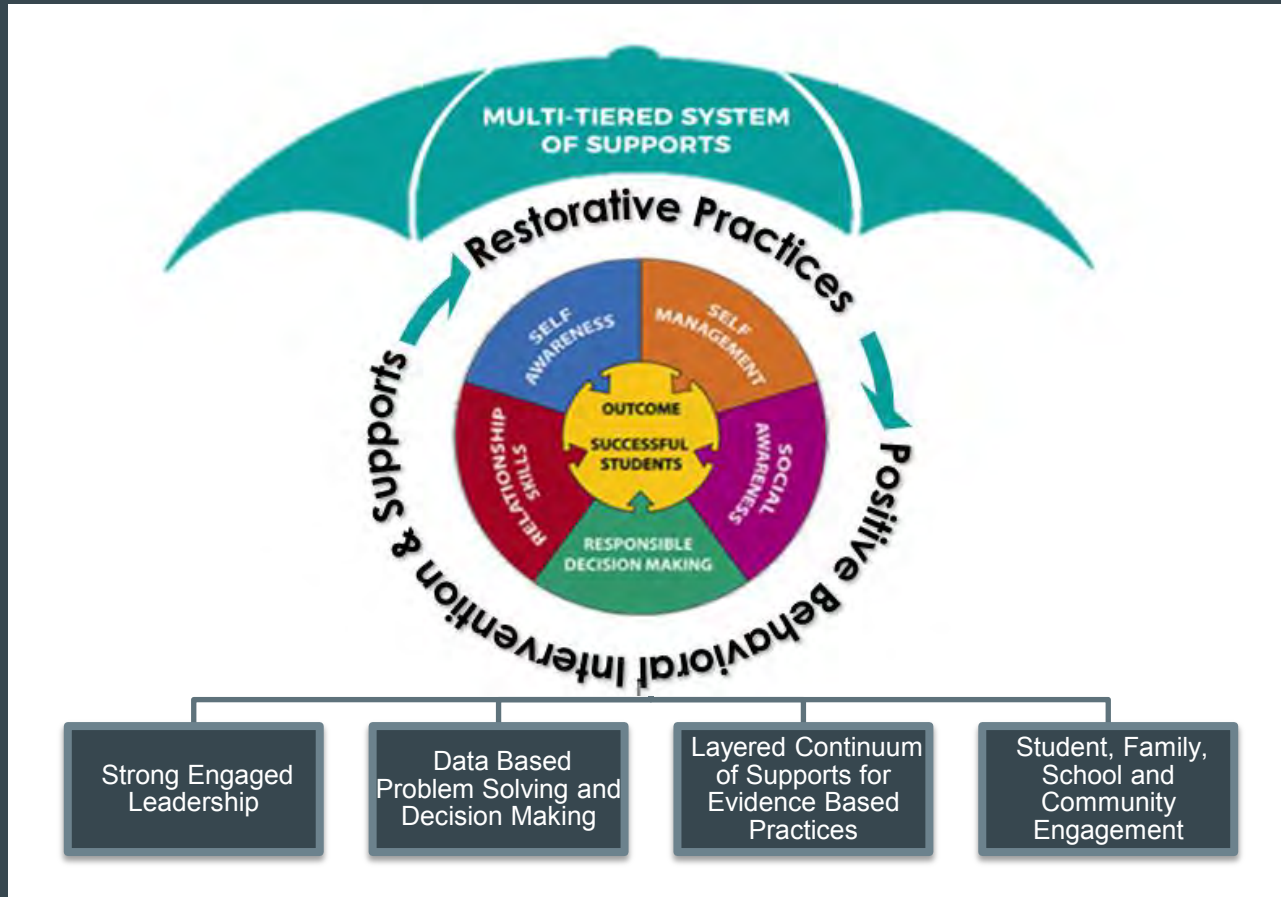 MULTI-TIERED SYSTEM
OF SUPPORTS
Restorative Practices
Positive Behavioral Intervention & Supports
SELF
AWARENESS
SELF
MANAGEMENT
SOCIAL
AWARENESS
RESPONSIBLE
DECISION MAKING
RELATIONSHIP
SKILLS
OUTCOME
SUCCESSFUL
STUDENTS
Strong Engaged
Leadership
Data Based
Problem Solving and
Decision Making
Layered Continuum
of Supports for
Evidence Based
Practices
Student, Family,
School and
Community
Engagement